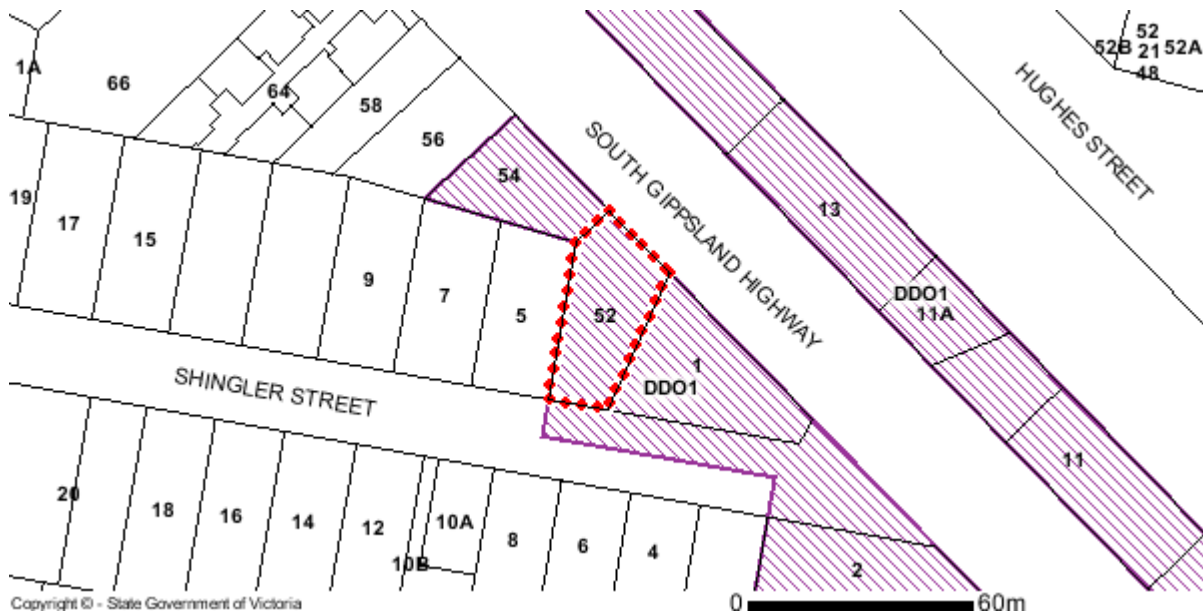 52
52B 21 52A
48
1A
66
64
58
56
54
HUGHES STREET
SOUTH GIPPSLAND HIGHWAY
13
19
17
15
9
7
5
52
DDO1
11A
1
DDO1
SHINGLER STREET
11
20
18
16
14
12
10A
10B
8
6
4
2
Copyright © - State Government of Victoria
0 60m